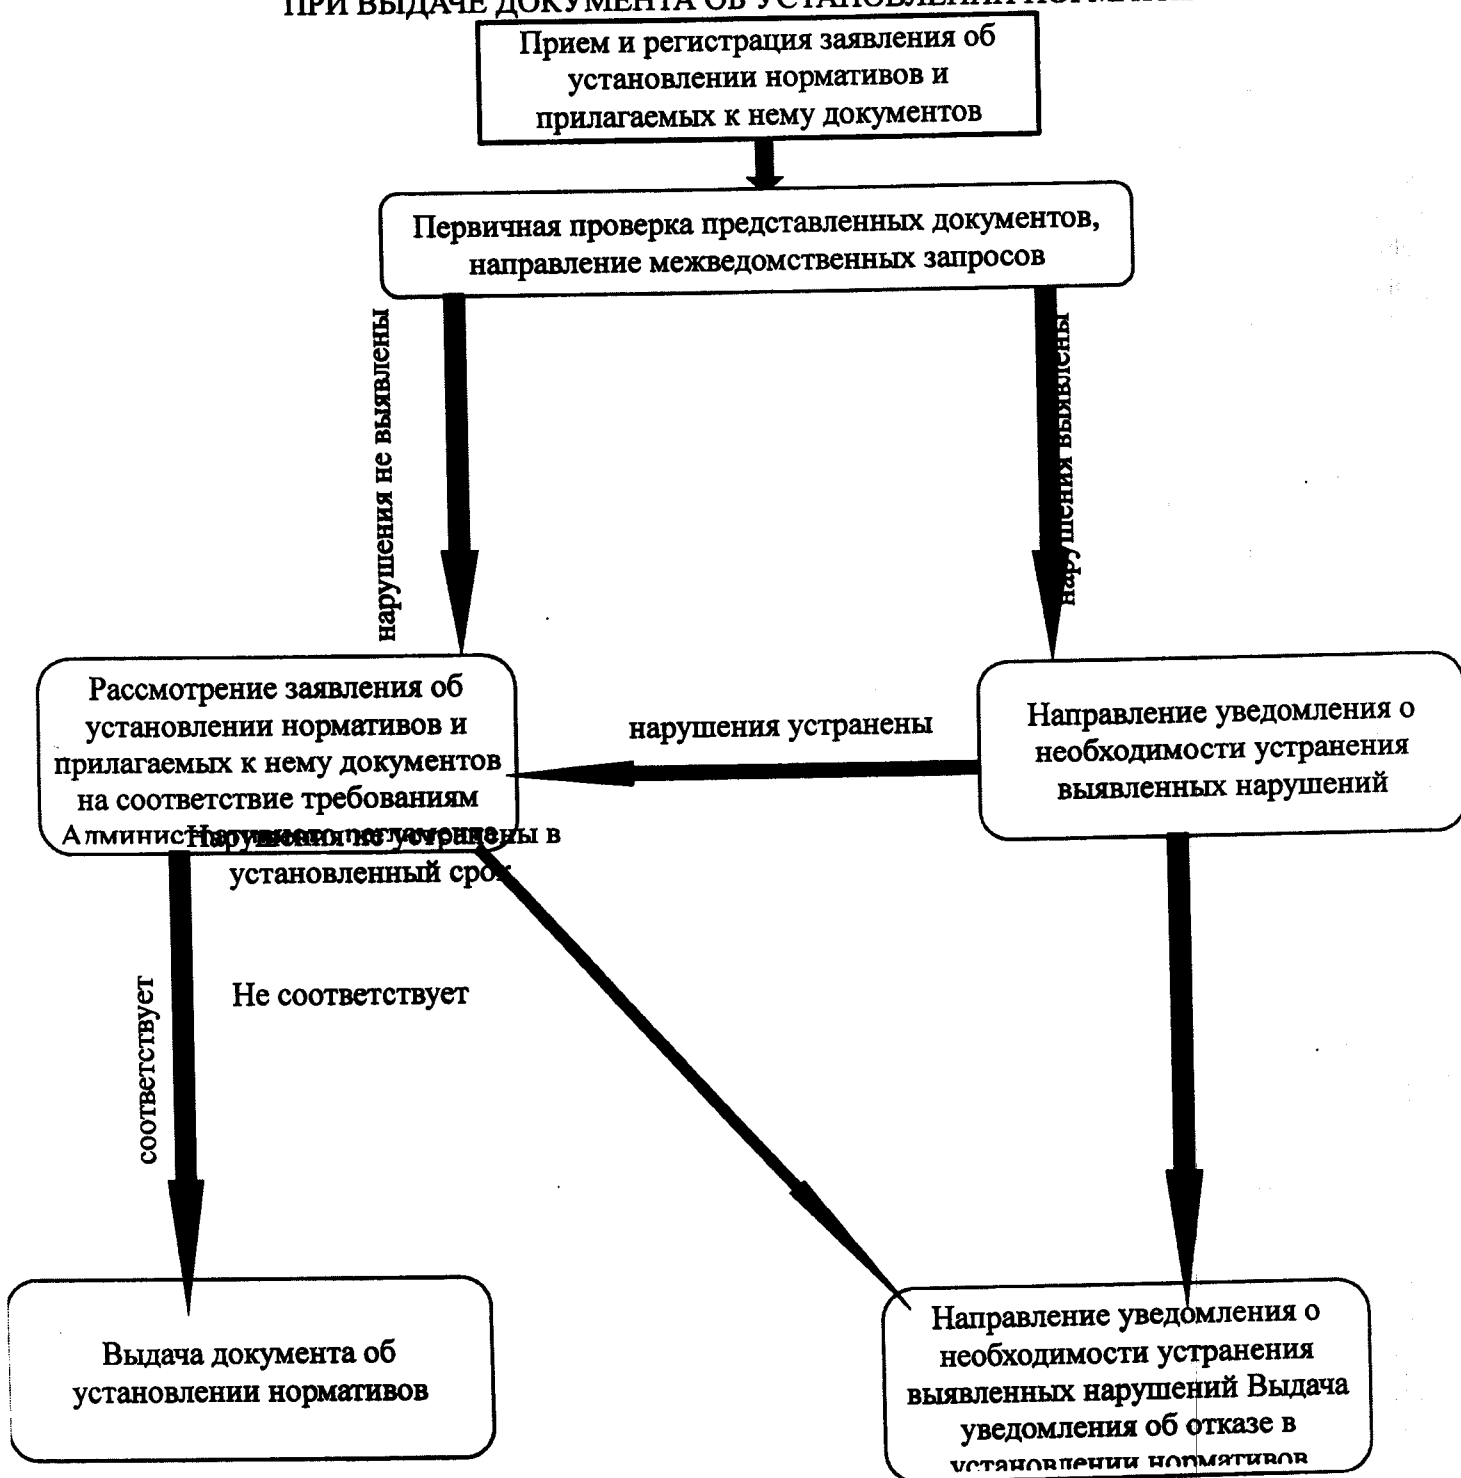 ПРИ ВЫДАЧЕ ДОКУМЕНТА ОБ УСТАНОВЛЕНИИ
Прием и регистрация заявления об
установлении нормативов и
прилагаемых к нему документов
Первичная проверка представленных документов,
направление межведомственных запросов
нарушения не выявлены
нарушения выявлены
Рассмотрение заявления об
установлении нормативов и
прилагаемых к нему документов
на соответствие требованиям
нарушения устранены
Направление уведомления о
необходимости устранения
выявленных нарушений
Нарушения не устранены в
установленный срок
соответствует
Не соответствует
Выдача документа об
установлении нормативов
Направление уведомления о
необходимости устранения
выявленных нарушений Выдача
уведомления об отказе в
установлении нормативов